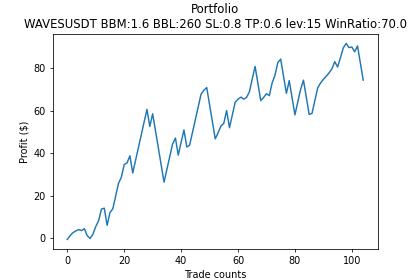 Portfolio
WAVESUSDT BBM:1.6 BBL:260 SL:0.8 TP:0.6 lev:15 WinRatio:70.0
Profit ($)
80
60
40
20
0
0 20 40 60 80 100
Trade counts